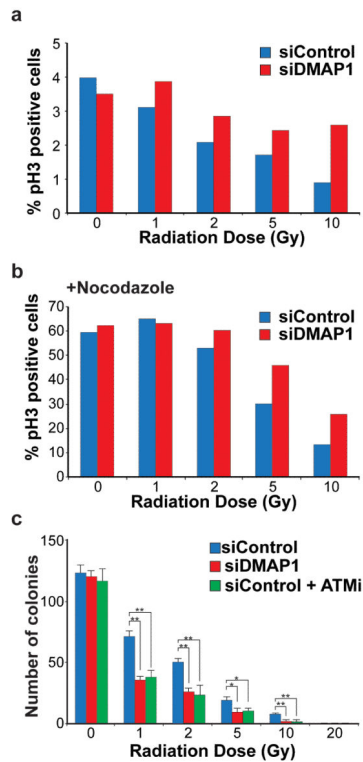 a
siControl
siDMAP1
% pH3 positive cells
5
4
3
2
1
0
0 1 2 5 10
Radiation Dose (Gy)
b
+Nocodazole
siControl
siDMAP1
% pH3 positive cells
70
60
50
40
30
20
10
0
0 1 2 5 10
Radiation Dose (Gy)
c
siControl
siDMAP1
siControl + ATMi
Number of colonies
150
100
50
0
**
**
**
**
*
*
**
**
0 1 2 5 10 20
Radiation Dose (Gy)